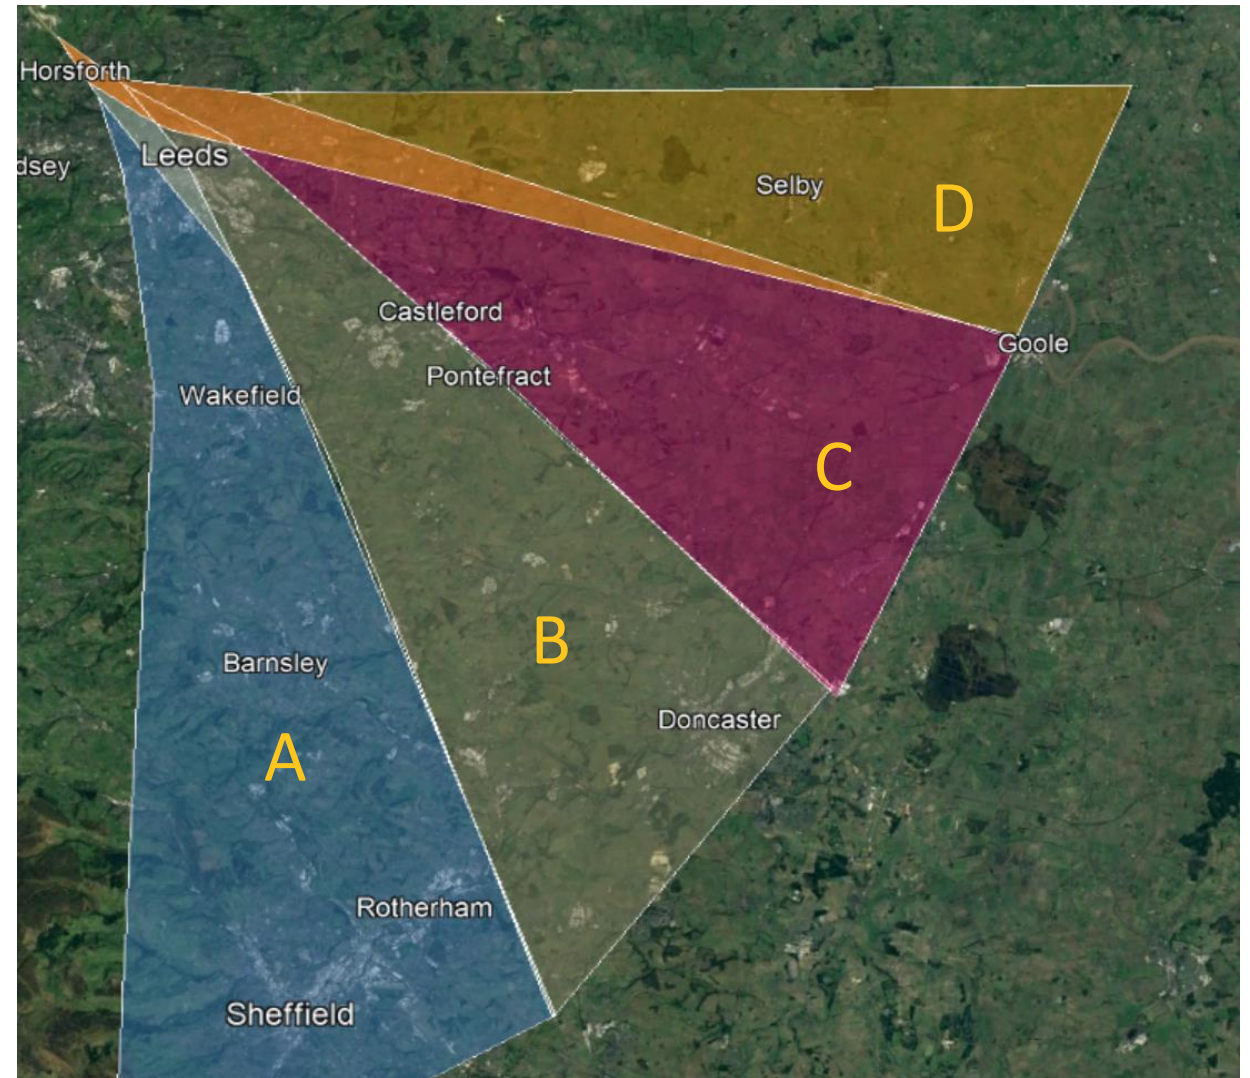 Horsforth
Leeds
dsey
Selby
D
Castleford
Goole
Pontefract
Wakefield
C
B
Barnsley
Doncaster
A
Rotherham
Sheffield